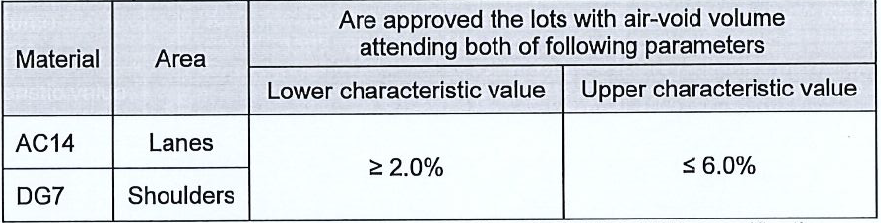 Are approved the lots with air-void volume
attending both of following parameters
Material
Area
Lower characteristic value
Upper characteristic value
AC14
Lanes
≥ 2.0%
≤ 6.0%
DG7
Shoulders